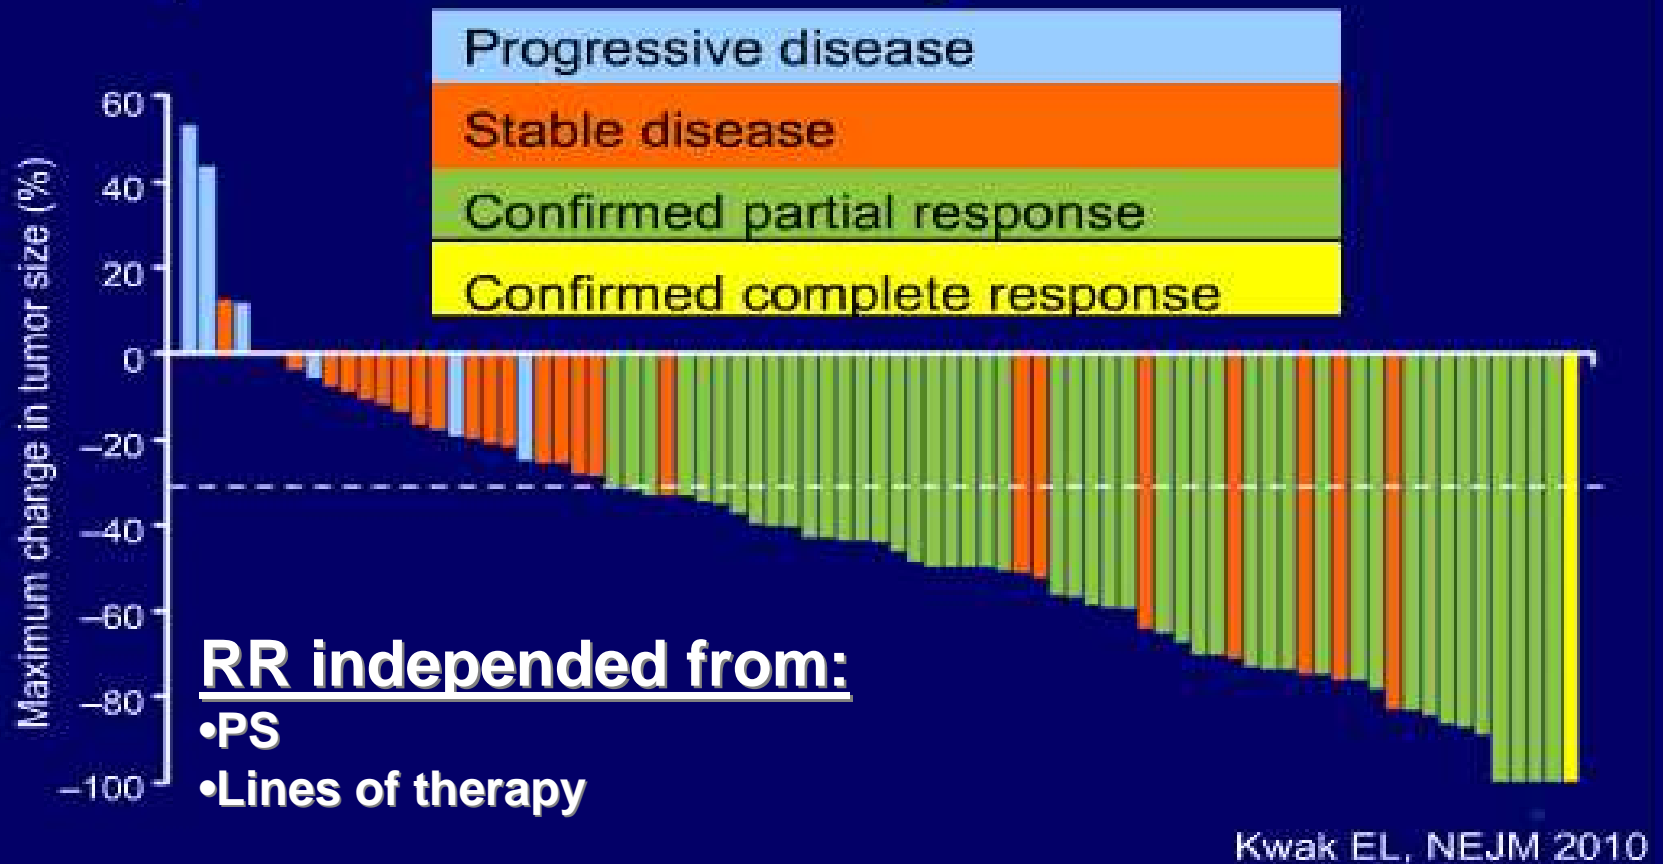 Progressive disease
Stable disease
Confirmed partial response
Confirmed complete response
Maximum change in tumor size (%)
60
40
20
0
–20
–40
–60
–80
–100
RR independed from:
•PS
•Lines of therapy
Kwak EL, NEJM 2010